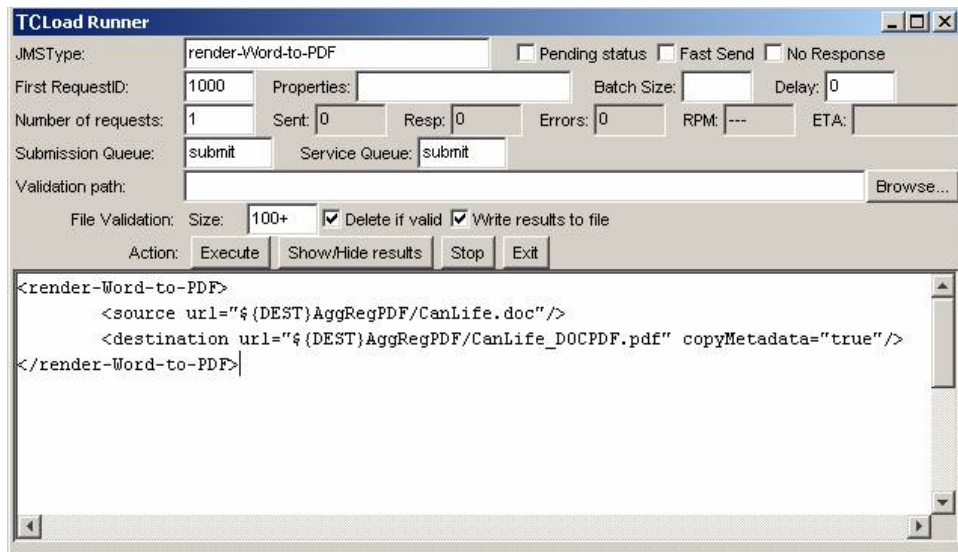 TCLoad Runner
JMSType: render-Word-to-PDF Pending status Fast Send No Response
First RequestID: 1000 Properties: Batch Size: Delay: 0
Number of requests: 1 Sent: 0 Resp: 0 Errors: 0 RPM: --- ETA:
Submission Queue: submit Service Queue: submit
Validation path: Browse...
File Validation: Size: 100+ Delete if valid Write results to file
Action: Execute Show/Hide results Stop Exit
<render-Word-to-PDF>
<source url="${DEST}AggRegPDF/CanLife.doc"/>
<destination url="${DEST}AggRegPDF/CanLife_DOCPDF.pdf" copyMetadata="true"/>
</render-Word-to-PDF>